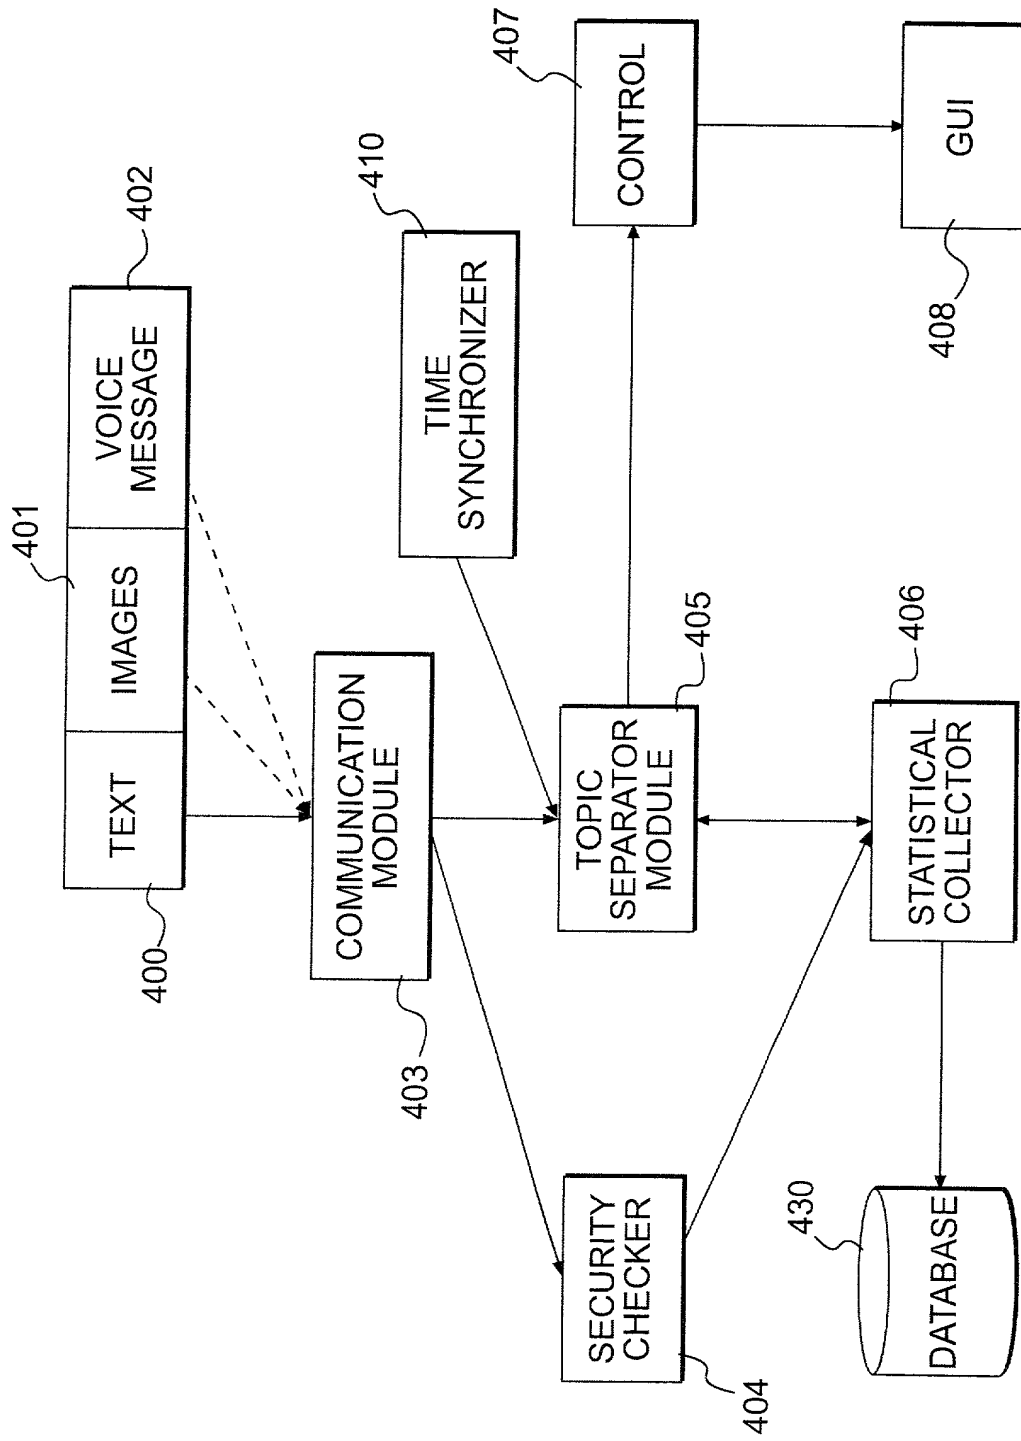 400
TEXT
401
IMAGES
402
VOICE
MESSAGE
403
COMMUNICATION
MODULE
410
TIME
SYNCHRONIZER
404
SECURITY
CHECKER
405
TOPIC
SEPARATOR
MODULE
407
CONTROL
430
DATABASE
406
STATISTICAL
COLLECTOR
408
GUI